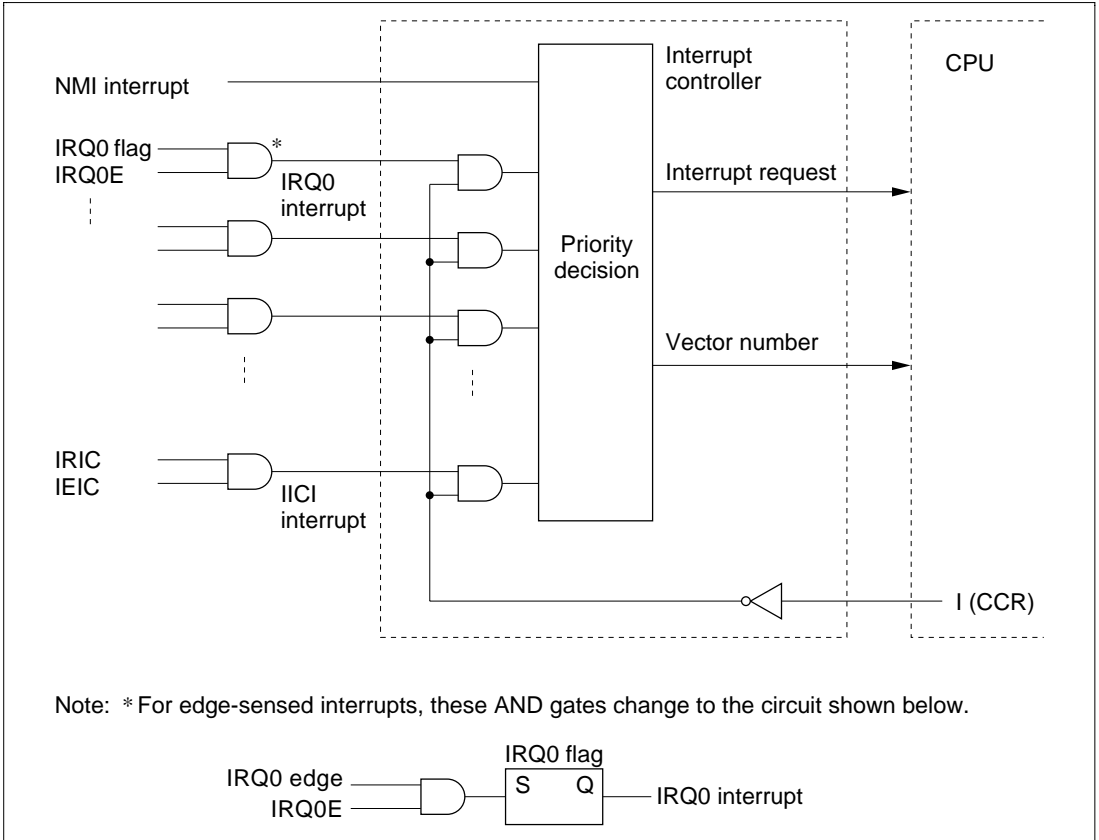 NMI interrupt
Interrupt
controller
CPU
IRQ0 flag
IRQ0E
*
IRQ0
interrupt
Interrupt request
Priority
decision
Vector number
IRIC
IEIC
IICI
interrupt
I (CCR)
Note: * For edge-sensed interrupts, these AND gates change to the circuit shown below.
IRQ0 flag
IRQ0 edge
IRQ0E
S Q
IRQ0 interrupt